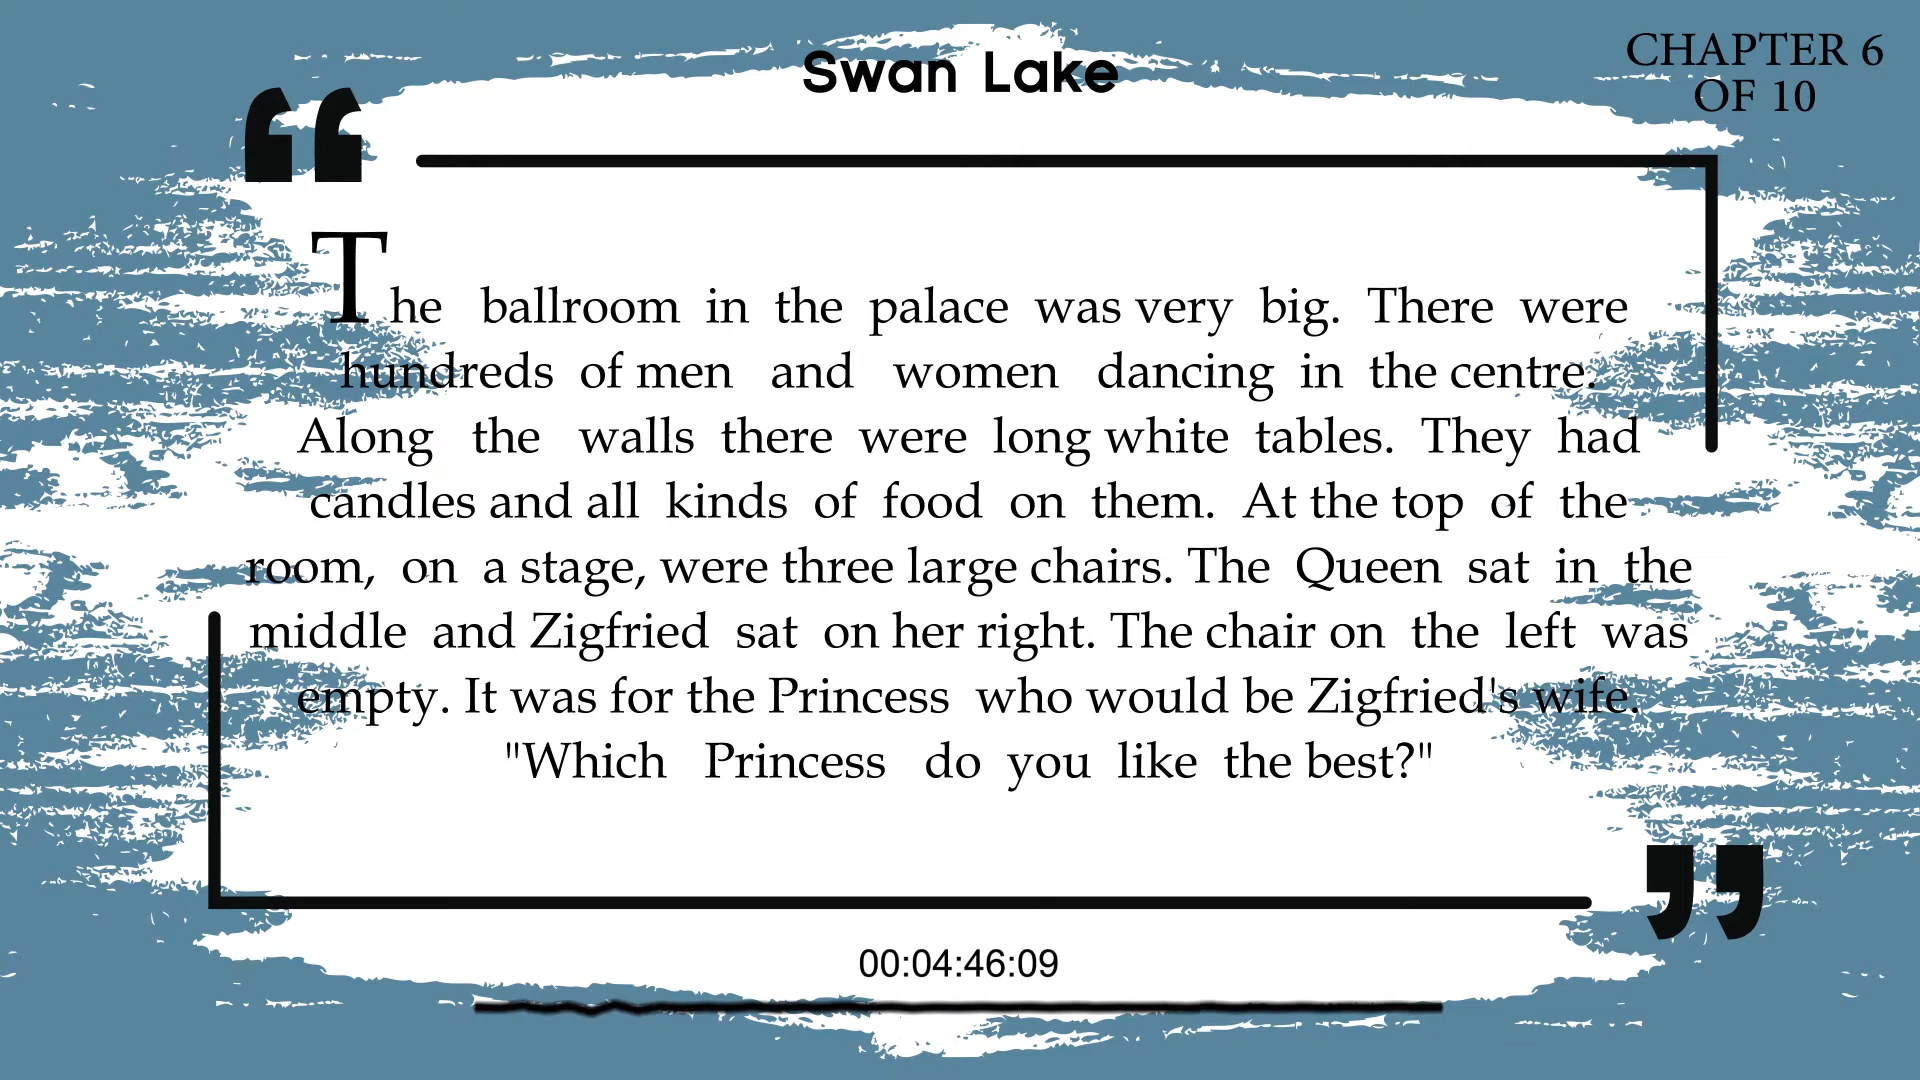 Swan Lake
CHAPTER 6
OF 10
The ballroom in the palace was very big. There were
hundreds of men and women dancing in the centre.
Along the walls there were long white tables. They had
candles and all kinds of food on them. At the top of the
room, on a stage, were three large chairs. The Queen sat in the
middle and Zigfried sat on her right. The chair on the left was
empty. It was for the Princess who would be Zigfried's wife.
"Which Princess do you like the best?"
00:04:46:09